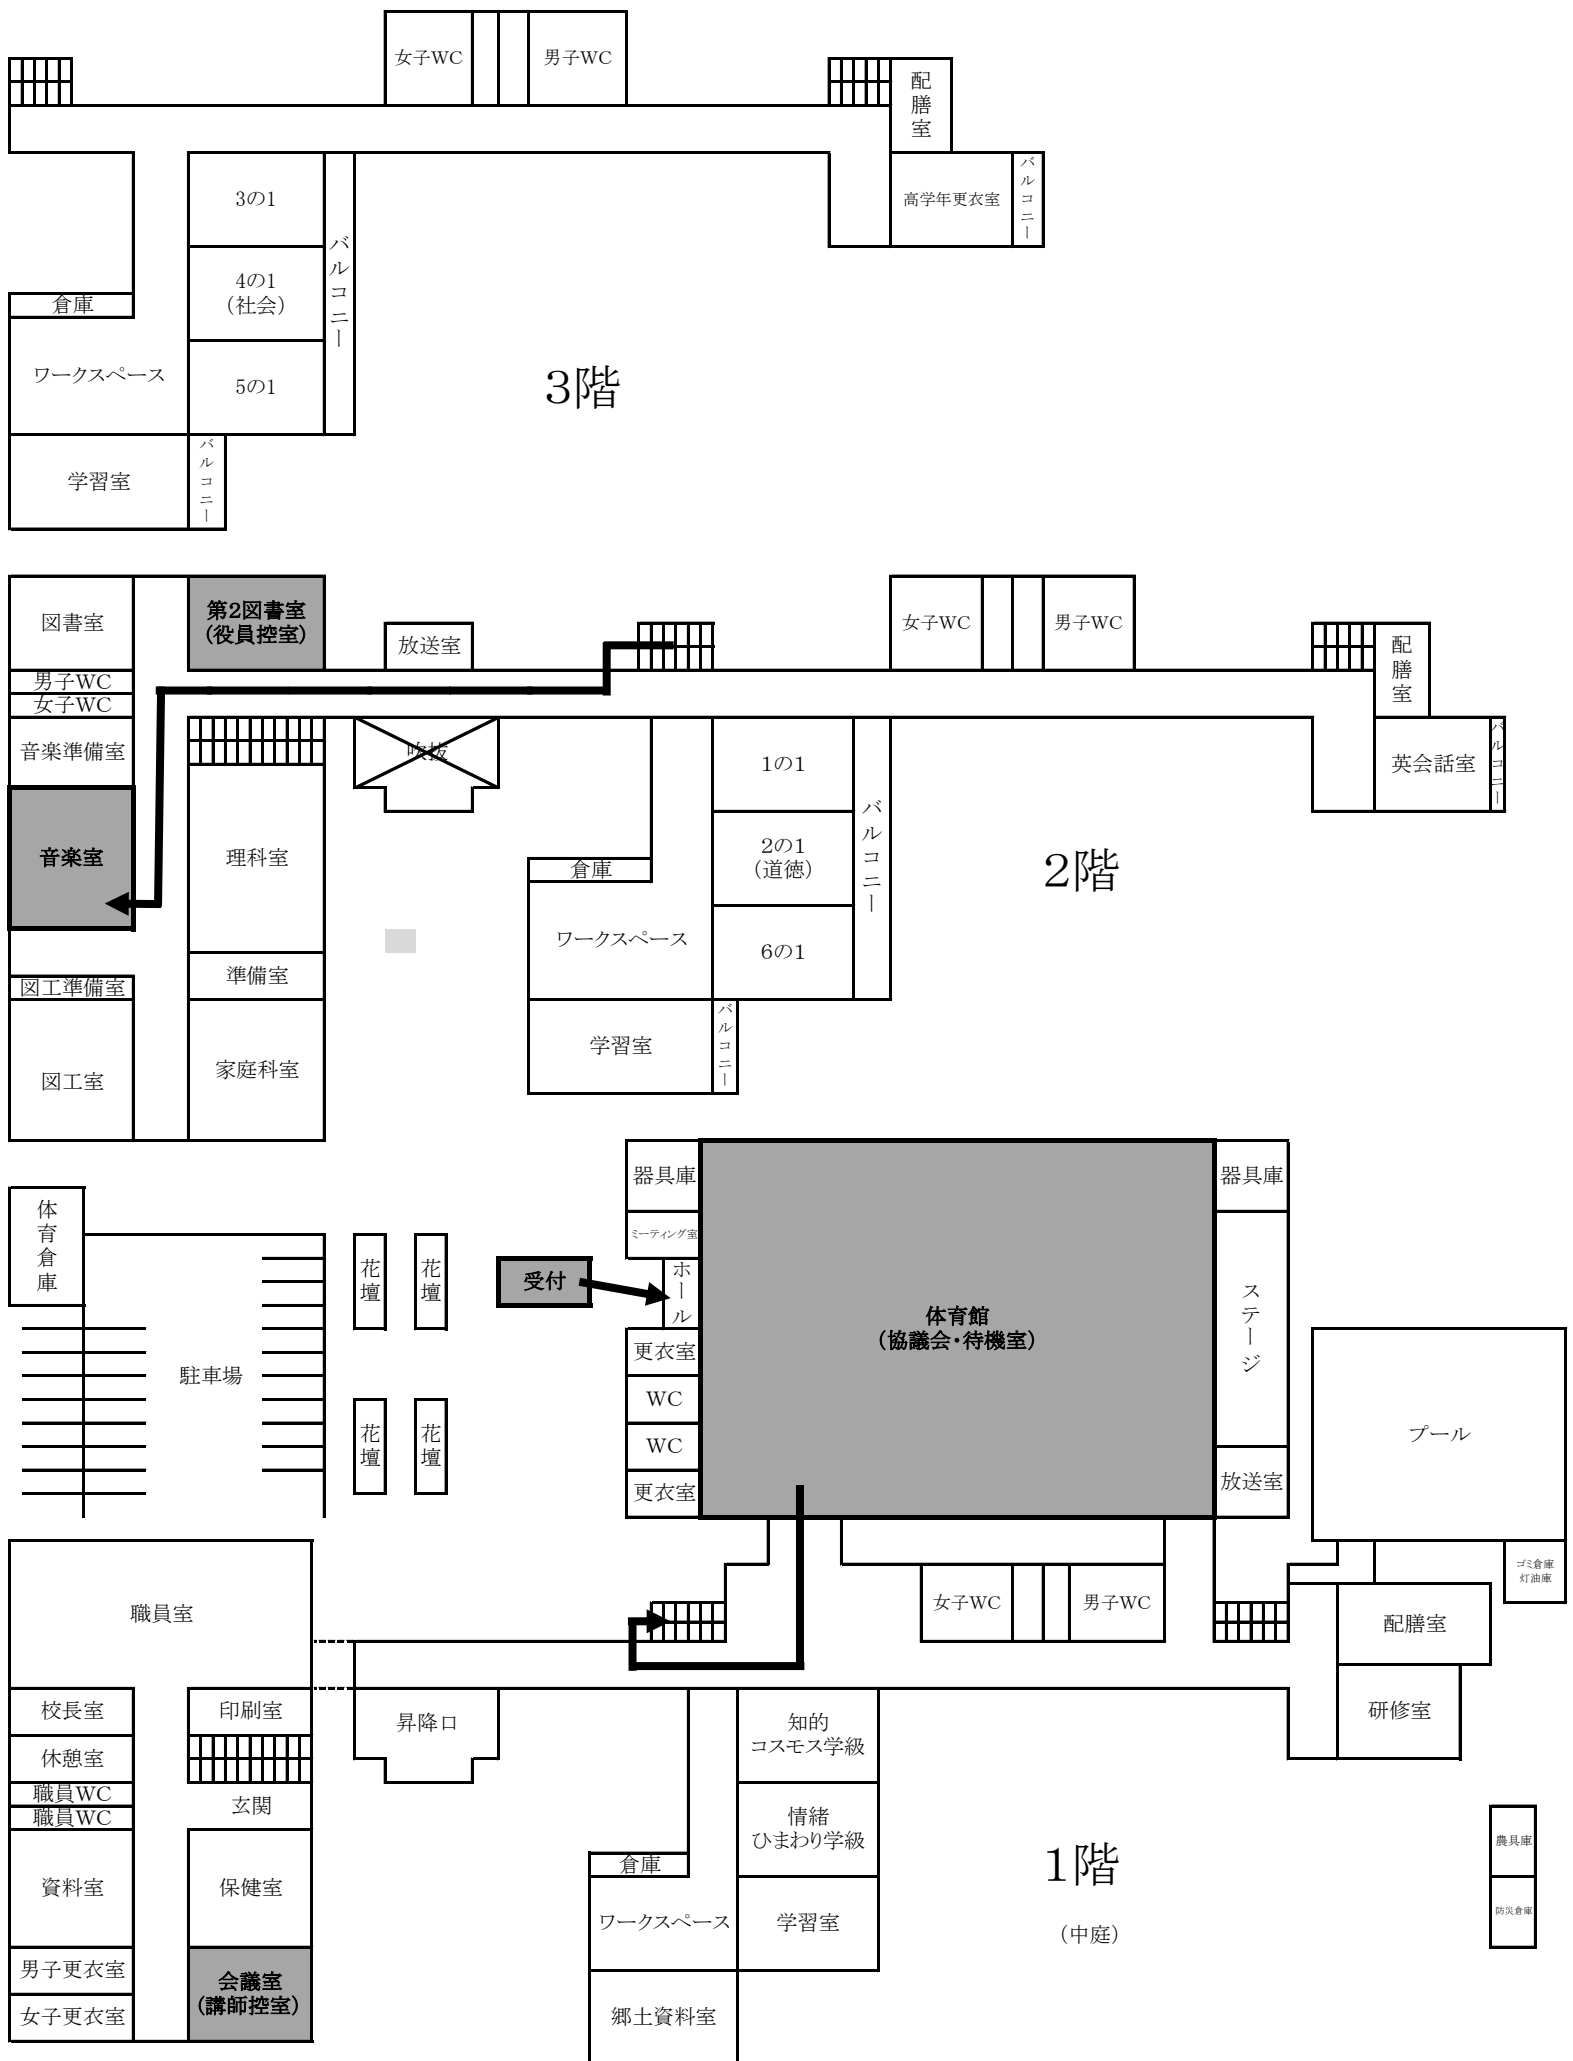 女子WC
男子WC
配膳室
3の1
バルコニー
高学年更衣室
バルコニー
4の1
（社会）
倉庫
ワークスペース
5の1
3階
学習室
バルコニー
図書室
第2図書室
（役員控室）
放送室
女子WC
男子WC
配膳室
男子WC
女子WC
音楽準備室
吹抜
1の1
英会話室
バルコニー
音楽室
理科室
倉庫
2の1
（道徳）
バルコニー
2階
ワークスペース
6の1
図工準備室
準備室
図工室
家庭科室
学習室
バルコニー
体育倉庫
器具庫
器具庫
ミーティング室
花壇
花壇
受付
ホール
体育館
（協議会・待機室）
ステージ
更衣室
駐車場
WC
花壇
花壇
WC
更衣室
放送室
プール
ゴミ倉庫
灯油庫
職員室
女子WC
男子WC
配膳室
校長室
印刷室
昇降口
知的
コスモス学級
研修室
休憩室
職員WC
職員WC
玄関
情緒
ひまわり学級
農具庫
資料室
保健室
倉庫
1階
ワークスペース
学習室
（中庭）
防災倉庫
男子更衣室
会議室
（講師控室）
女子更衣室
郷土資料室